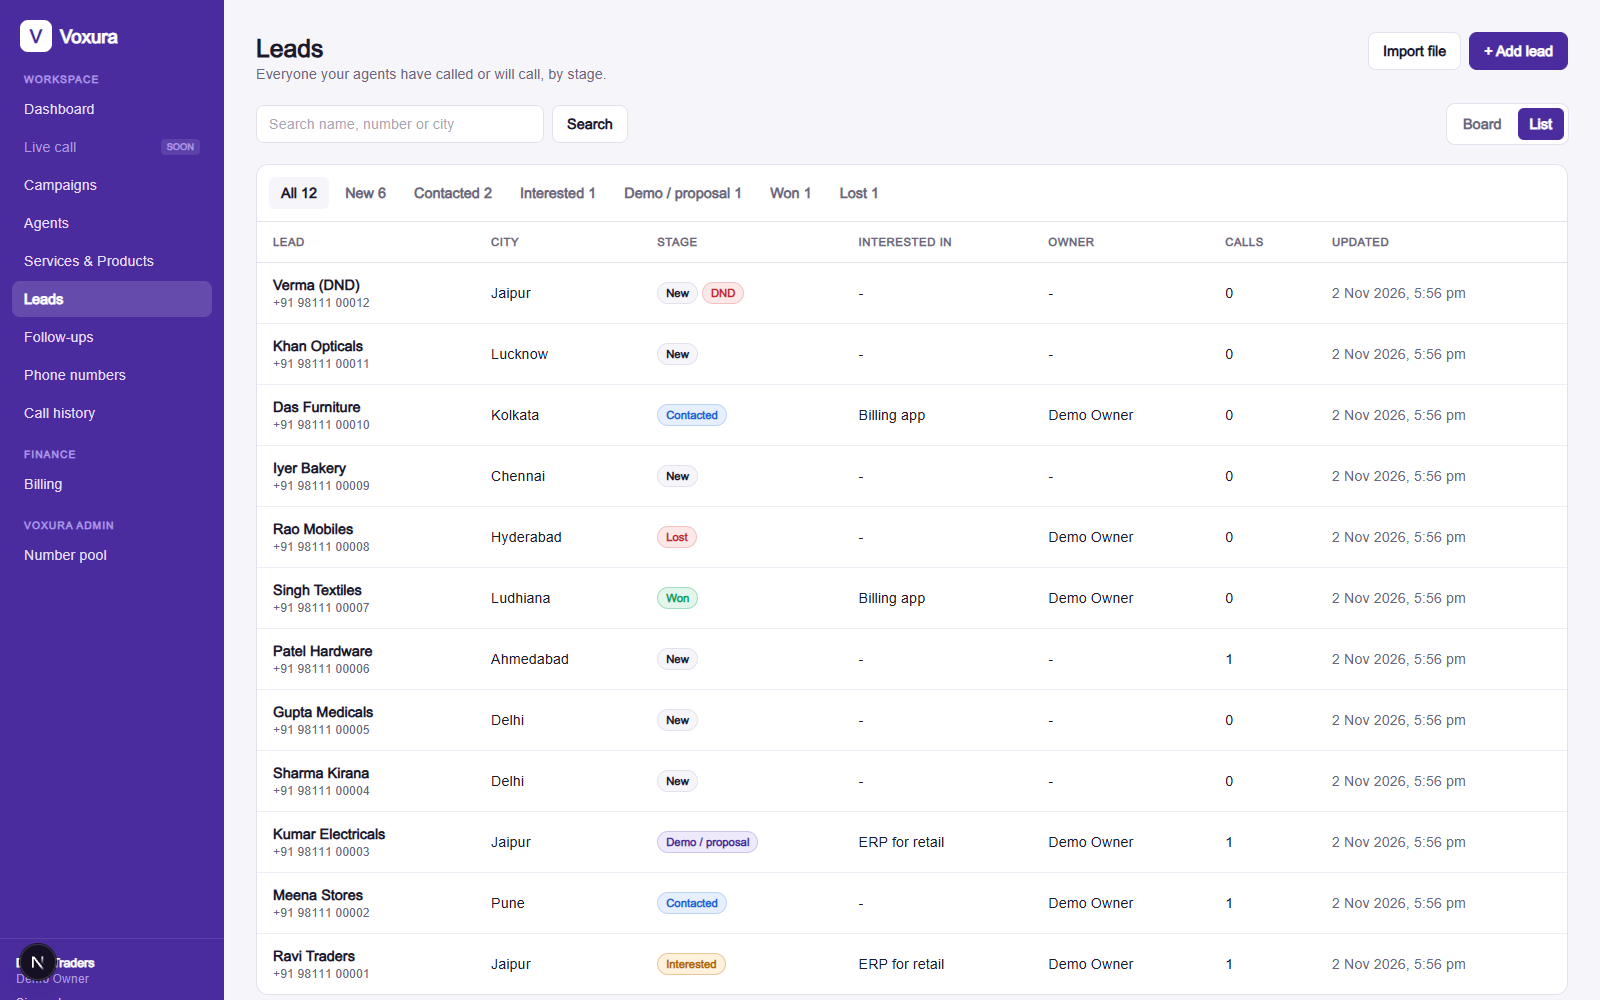 V Voxura
WORKSPACE
Dashboard
Live call SOON
Campaigns
Agents
Services & Products
Leads
Follow-ups
Phone numbers
Call history
FINANCE
Billing
VOXURA ADMIN
Number pool
N Traders
Owner
Leads
Everyone your agents have called or will call, by stage.
Import file + Add lead
Search name, number or city Search
Board List
All 12 New 6 Contacted 2 Interested 1 Demo / proposal 1 Won 1 Lost 1
LEAD CITY STAGE INTERESTED IN OWNER CALLS UPDATED
Verma (DND) Jaipur New DND - - 0 2 Nov 2026, 5:56 pm
+91 98111 00012
Khan Opticals Lucknow New - - 0 2 Nov 2026, 5:56 pm
+91 98111 00011
Das Furniture Kolkata Contacted Billing app Demo Owner 0 2 Nov 2026, 5:56 pm
+91 98111 00010
Iyer Bakery Chennai New - - 0 2 Nov 2026, 5:56 pm
+91 98111 00009
Rao Mobiles Hyderabad Lost - Demo Owner 0 2 Nov 2026, 5:56 pm
+91 98111 00008
Singh Textiles Ludhiana Won Billing app Demo Owner 0 2 Nov 2026, 5:56 pm
+91 98111 00007
Patel Hardware Ahmedabad New - - 1 2 Nov 2026, 5:56 pm
+91 98111 00006
Gupta Medicals Delhi New - - 0 2 Nov 2026, 5:56 pm
+91 98111 00005
Sharma Kirana Delhi New - - 0 2 Nov 2026, 5:56 pm
+91 98111 00004
Kumar Electricals Jaipur Demo / proposal ERP for retail Demo Owner 1 2 Nov 2026, 5:56 pm
+91 98111 00003
Meena Stores Pune Contacted - Demo Owner 1 2 Nov 2026, 5:56 pm
+91 98111 00002
Ravi Traders Jaipur Interested ERP for retail Demo Owner 1 2 Nov 2026, 5:56 pm
+91 98111 00001